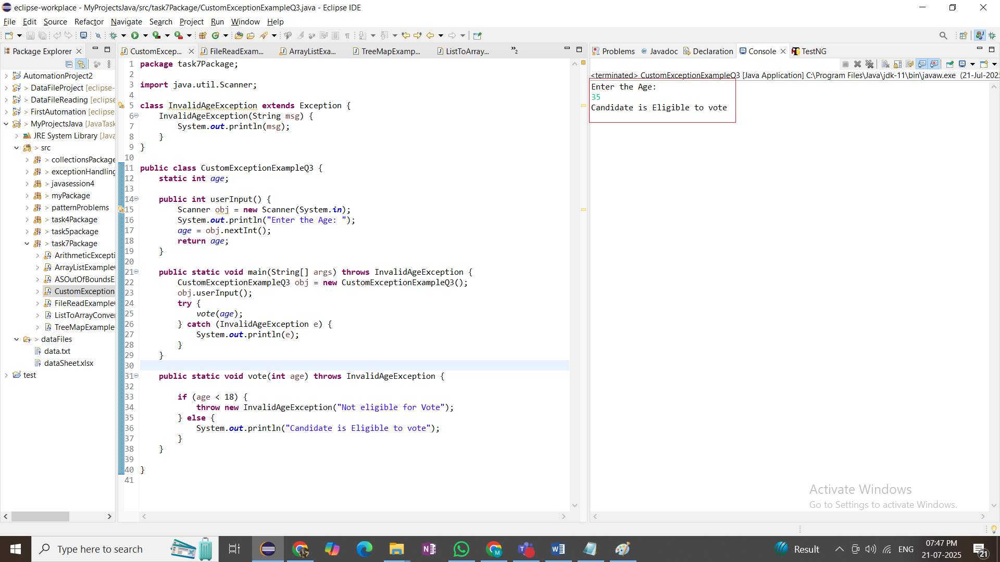 eclipse-workplace - MyProjectsJava/src/task7Package/CustomExceptionExampleQ3.java - Eclipse IDE
File Edit Source Refactor Navigate Search Project Run Window Help
Package Explorer
AutomationProject2
> DataFileProject [eclipse-
> DataFileReading [eclipse
> FirstAutomation [eclipse
> MyProjectsJava [JavaTask
JRE System Library [Java
> src
> collectionsPackage
> exceptionHandling
> javasession4
> myPackage
> patternProblems
> task4Package
> task5package
> task7Package
ArithmeticExcepti
ArrayListExample
ASOutOfBoundsE
CustomException
FileReadExample
ListToArrayConver
TreeMapExample
> dataFiles
data.txt
dataSheet.xlsx
test
CustomExcep... FileReadExam... ArrayListExa... TreeMapExamp... ListToArray... »2
1 package task7Package;
2
3 import java.util.Scanner;
4
5 class InvalidAgeException extends Exception {
6 InvalidAgeException(String msg) {
7 System.out.println(msg);
8 }
9 }
10
11 public class CustomExceptionExampleQ3 {
12 static int age;
13
14 public int userInput() {
15 Scanner obj = new Scanner(System.in);
16 System.out.println("Enter the Age: ");
17 age = obj.nextInt();
18 return age;
19 }
20
21 public static void main(String[] args) throws InvalidAgeException {
22 CustomExceptionExampleQ3 obj = new CustomExceptionExampleQ3();
23 obj.userInput();
24 try {
25 vote(age);
26 } catch (InvalidAgeException e) {
27 System.out.println(e);
28 }
29 }
30
31 public static void vote(int age) throws InvalidAgeException {
32
33 if (age < 18) {
34 throw new InvalidAgeException("Not eligible for Vote");
35 } else {
36 System.out.println("Candidate is Eligible to vote");
37 }
38 }
39
40 }
41
Problems Javadoc Declaration Console TestNG
<terminated> CustomExceptionExampleQ3 [Java Application] C:\Program Files\Java\jdk-11\bin\javaw.exe (21-Jul-202
Enter the Age:
35
Candidate is Eligible to vote
Activate Windows
Go to Settings to activate Windows.
Type here to search
Result
ENG
07:47 PM
21-07-2025
21